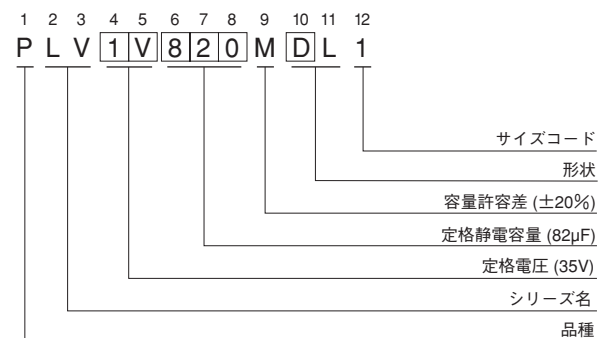 1 2 3 4 5 6 7 8 9 10 11 12
P L V 1 V 8 2 0 M D L 1
サイズコード
形状
容量許容差 (±20%)
定格静電容量 (82µF)
定格電圧 (35V)
シリーズ名
品種